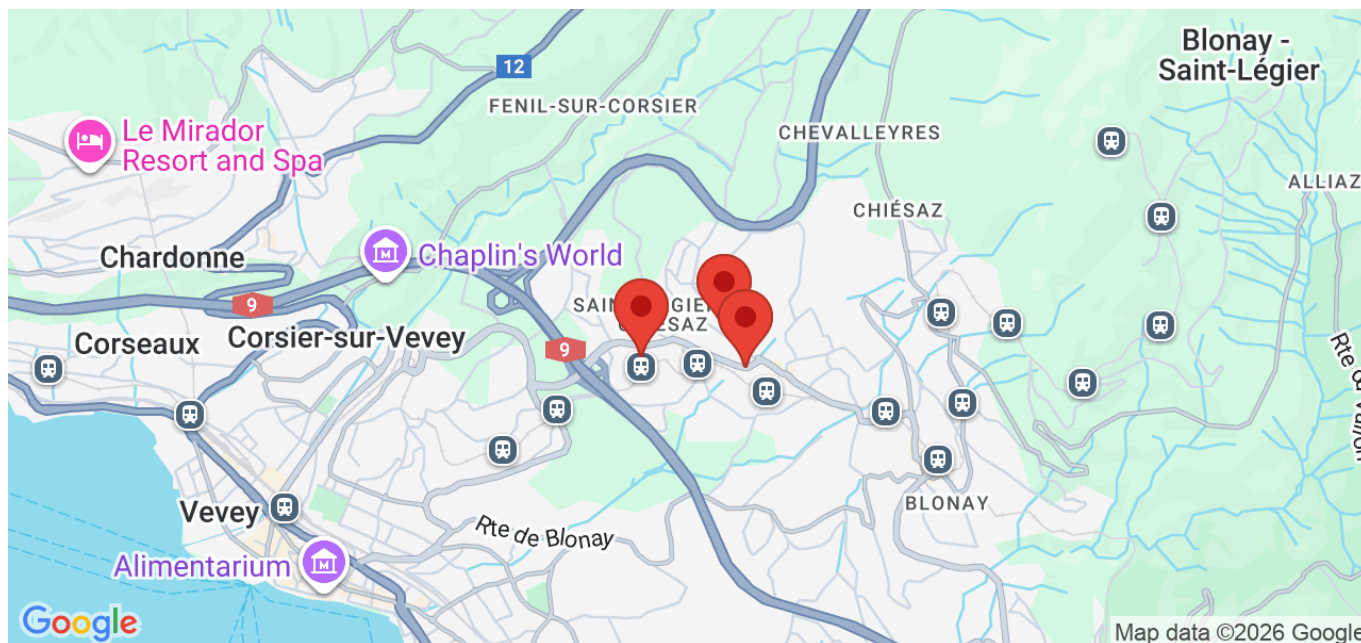 Blonay -
Saint-Légier
12
FENIL-SUR-CORSIER
Le Mirador
Resort and Spa
CHEVALLEYRES
ALLIAZ
CHIÉSAZ
Chardonne
Chaplin's World
9
Corseaux
Corsier-sur-Vevey
9
Vevey
BLONAY
Rte de Blonay
Alimentarium
Google
Map data ©2026 Google